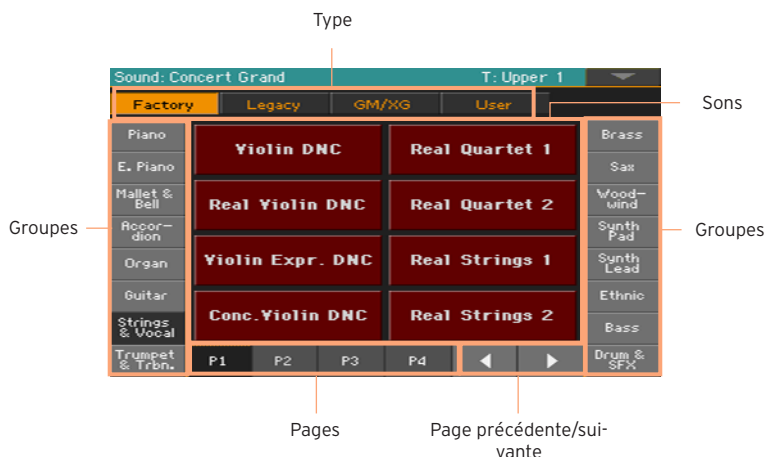 Type
Sound: Concert Grand T: Upper 1
Factory Legacy GM/XG User
Sons
Groupes
Piano
E. Piano
Mallet &
Bell
Accor-
dion
Organ
Guitar
Strings
& Vocal
Trumpet
& Trbn.
Violin DNC Real Quartet 1
Real Violin DNC Real Quartet 2
Violin Expr. DNC Real Strings 1
Conc.Violin DNC Real Strings 2
Brass
Sax
Wood-
wind
Synth
Pad
Synth
Lead
Ethnic
Bass
Drum &
SFX
Groupes
P1 P2 P3 P4
Pages
Page précédente/sui-
vante